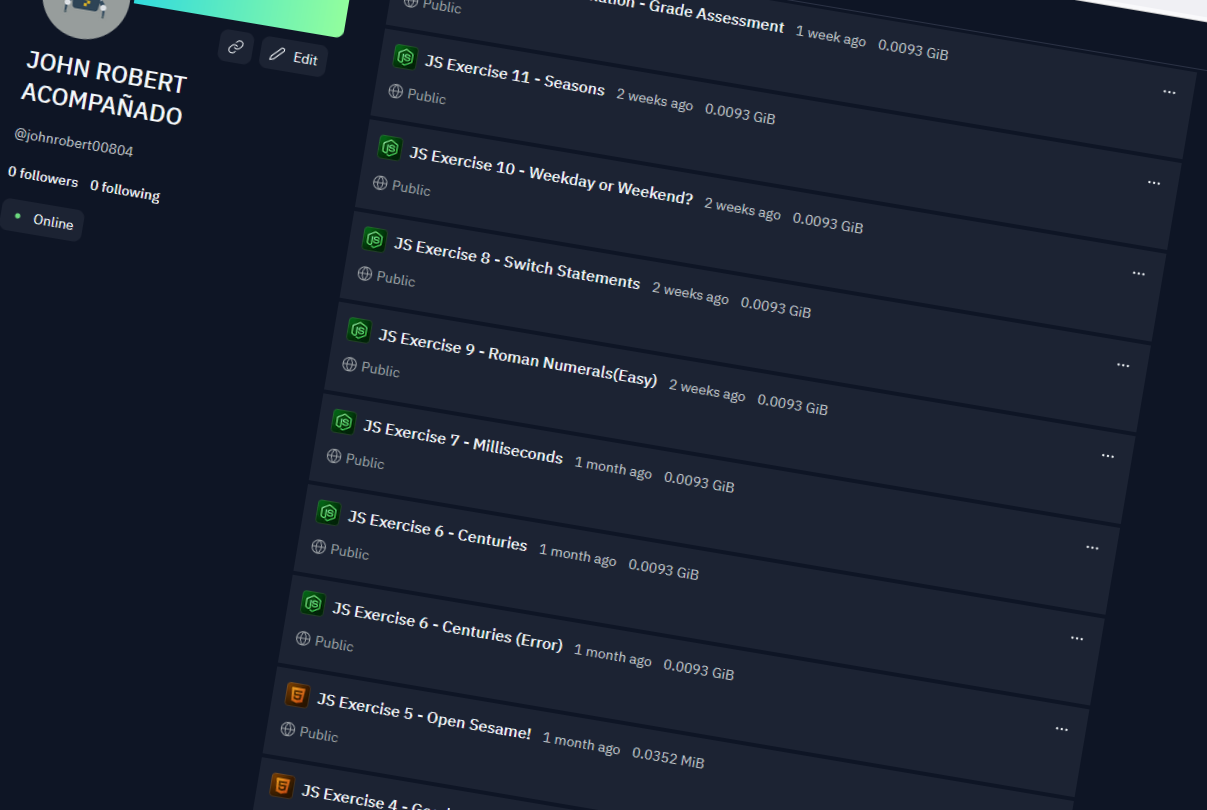 JOHN ROBERT
ACOMPAÑADO
@johnrobert00804
0 followers 0 following
Online
Edit
- Grade Assessment 1 week ago 0.0093 GiB
Public
JS Exercise 11 - Seasons 2 weeks ago 0.0093 GiB
Public
JS Exercise 10 - Weekday or Weekend? 2 weeks ago 0.0093 GiB
Public
JS Exercise 8 - Switch Statements 2 weeks ago 0.0093 GiB
Public
JS Exercise 9 - Roman Numerals(Easy) 2 weeks ago 0.0093 GiB
Public
JS Exercise 7 - Milliseconds 1 month ago 0.0093 GiB
Public
JS Exercise 6 - Centuries 1 month ago 0.0093 GiB
Public
JS Exercise 6 - Centuries (Error) 1 month ago 0.0093 GiB
Public
JS Exercise 5 - Open Sesame! 1 month ago 0.0352 MiB
Public
JS Exercise 4 -